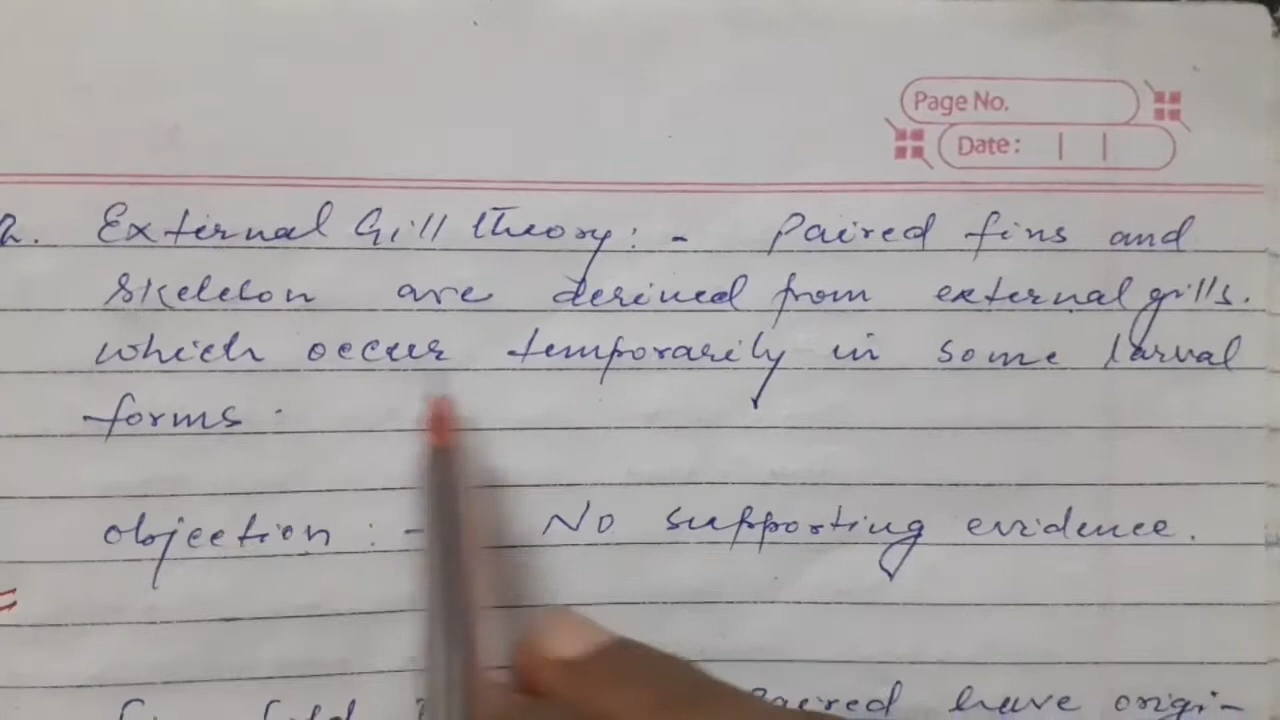 Page No.
Date:
2. External Gill theory:- Paired fins and
skeleton are derived from external gills.
which occur temporarily in some larval
forms.
objection:- No supporting evidence.
paired have origi-